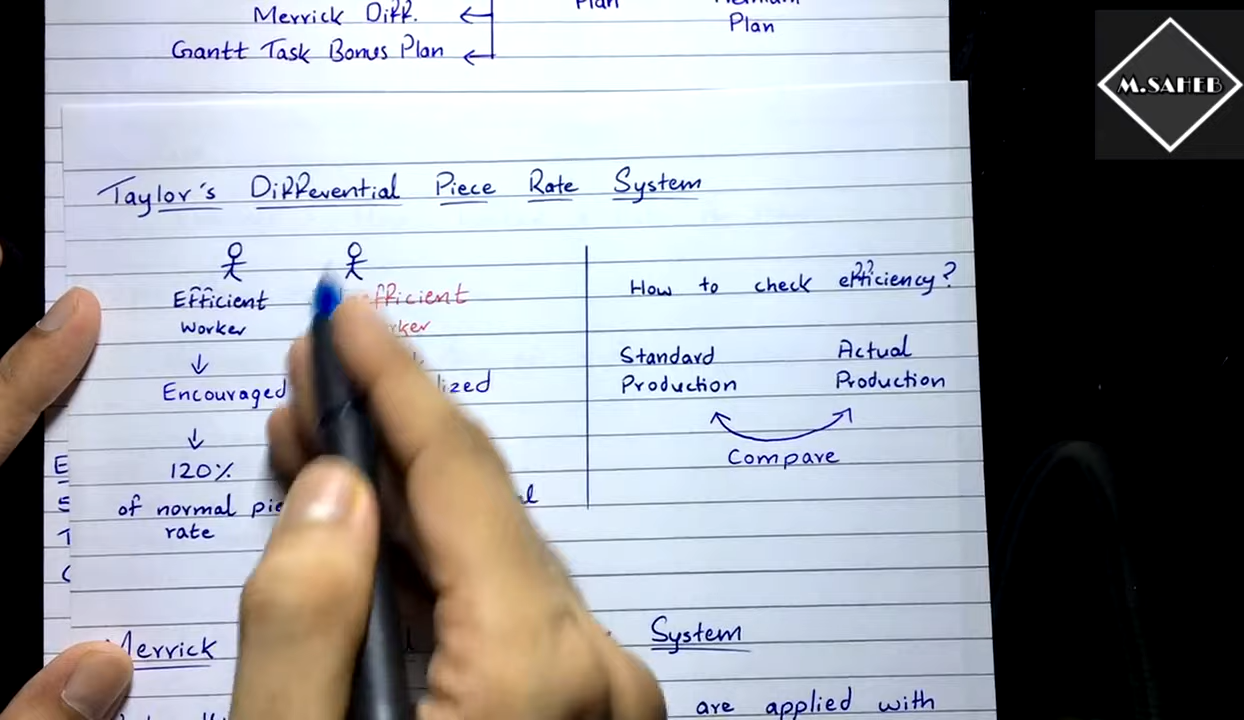 Merrick Diff.
Plan
Plan
Gantt Task Bonus Plan
M.SAHEB
Taylor's Differential Piece Rate System
Efficient
Worker
Encouraged
120%
of normal
rate
How to check efficiency?
Standard
Production
Actual
Production
Compare
Merrick
System
are applied with